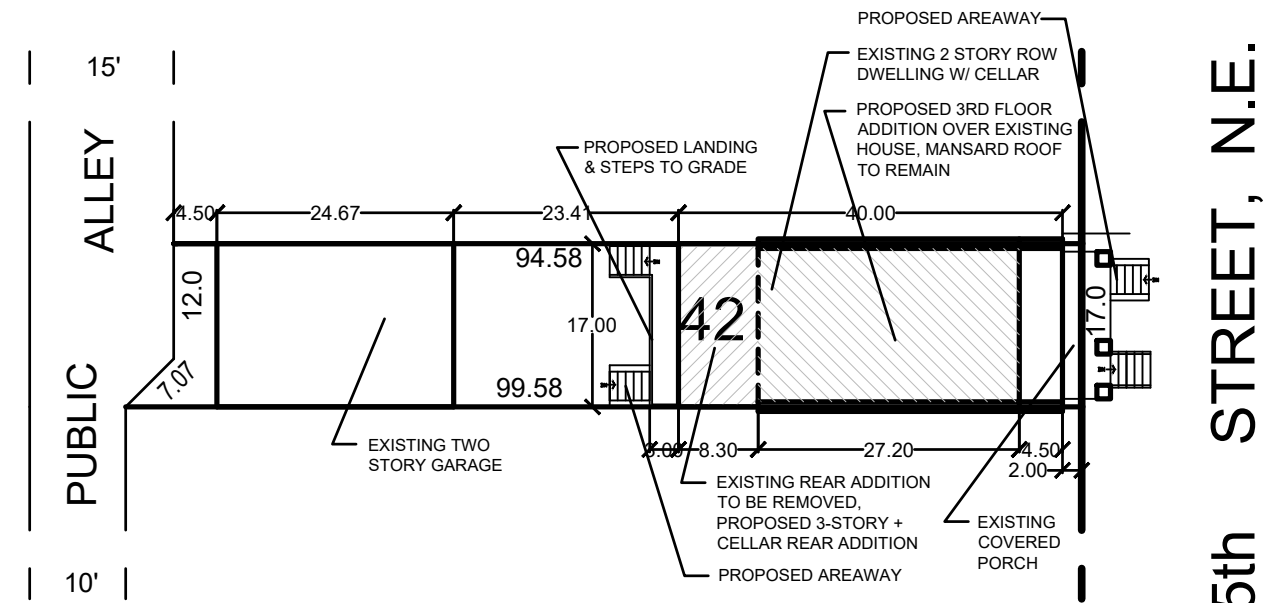 PROPOSED AREAWAY
EXISTING 2 STORY ROW
DWELLING W/ CELLAR
PROPOSED 3RD FLOOR
ADDITION OVER EXISTING
HOUSE, MANSARD ROOF
TO REMAIN
15'
PROPOSED LANDING
& STEPS TO GRADE
4.50
24.67
23.41
40.00
PUBLIC ALLEY
12.0
7.07
94.58
17.00
99.58
42
17.0
5th STREET, N.E.
EXISTING TWO
STORY GARAGE
3.00
8.30
27.20
4.50
2.00
EXISTING REAR ADDITION
TO BE REMOVED,
PROPOSED 3-STORY +
CELLAR REAR ADDITION
EXISTING
COVERED
PORCH
PROPOSED AREAWAY
10'